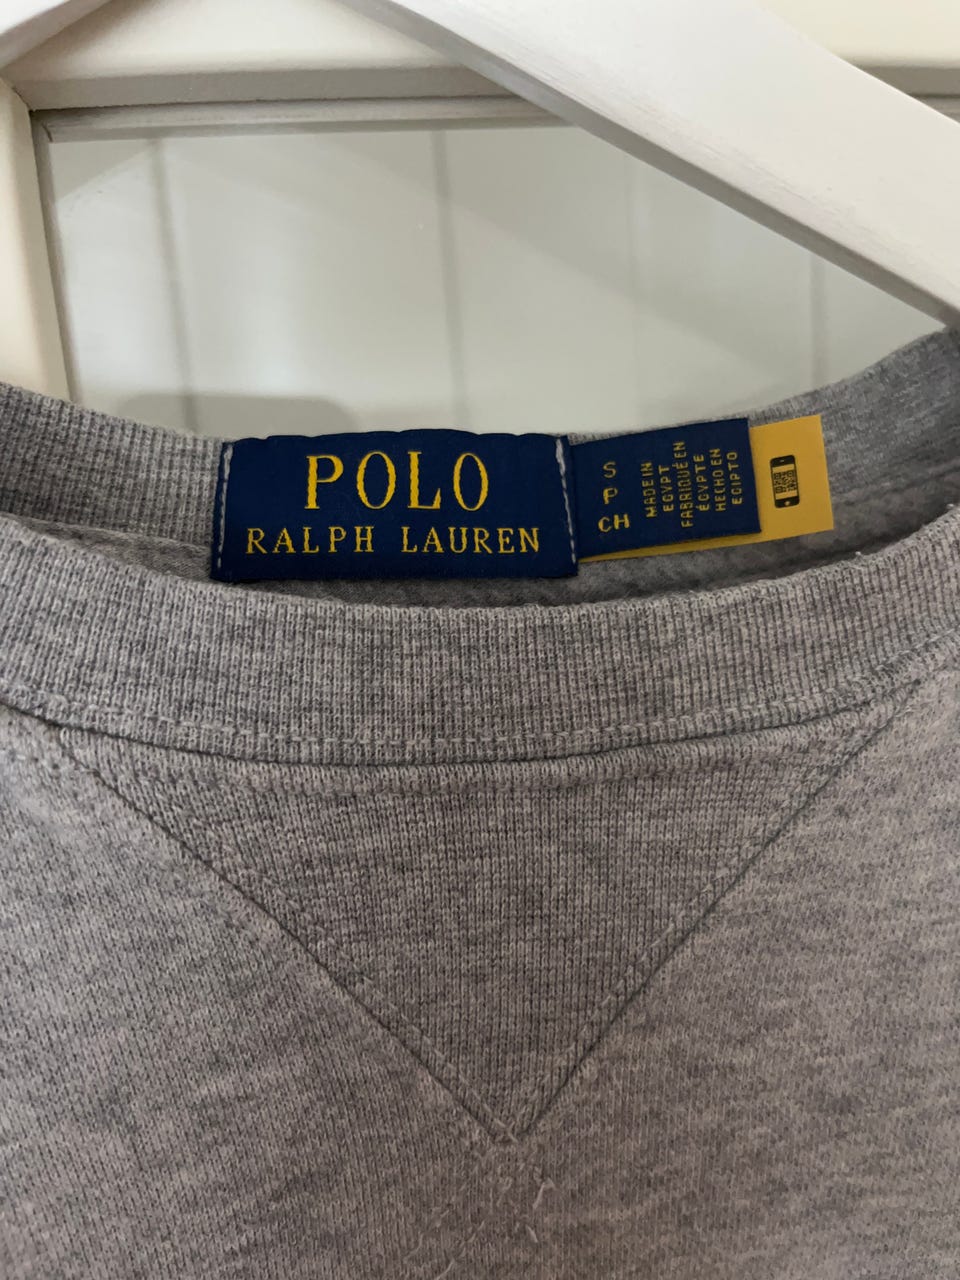 POLO
RALPH LAUREN
S
P
CH
MADE IN
EGYPT
FABRIQUÉ EN
ÉGYPTE
HECHO EN
EGIPTO